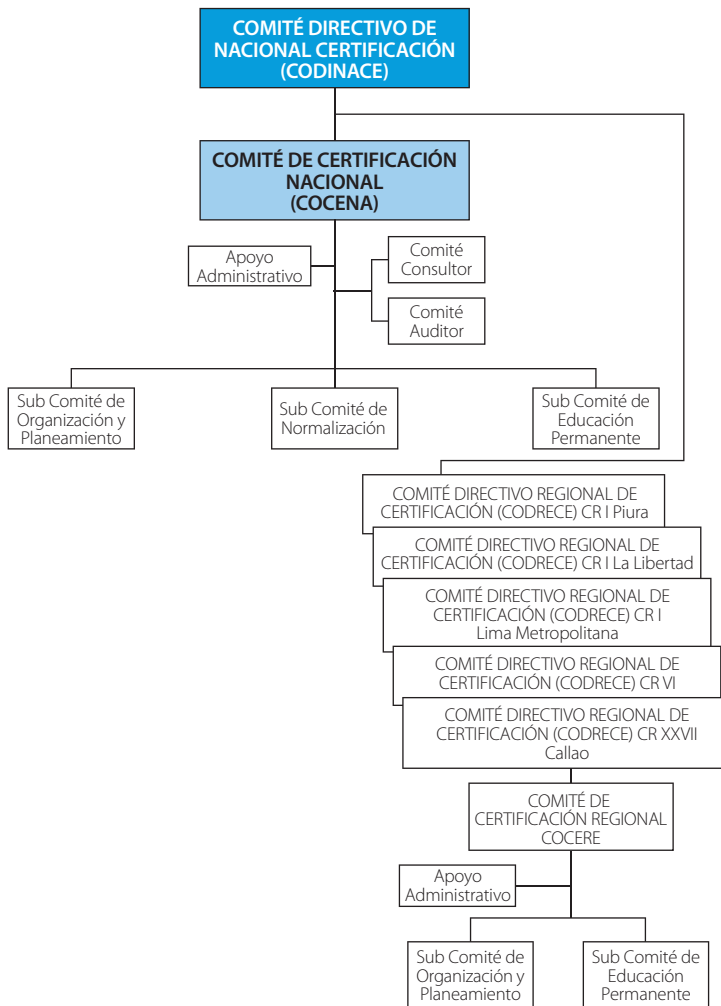 COMITÉ DIRECTIVO DE
NACIONAL CERTIFICACIÓN
(CODINACE)
COMITÉ DE CERTIFICACIÓN
NACIONAL
(COCENA)
Apoyo
Administrativo
Comité
Consultor
Comité
Auditor
Sub Comité de
Organización y
Planeamiento
Sub Comité de
Normalización
Sub Comité de
Educación
Permanente
COMITÉ DIRECTIVO REGIONAL DE
CERTIFICACIÓN (CODRECE) CR I Piura
COMITÉ DIRECTIVO REGIONAL DE
CERTIFICACIÓN (CODRECE) CR I La Libertad
COMITÉ DIRECTIVO REGIONAL DE
CERTIFICACIÓN (CODRECE) CR I
Lima Metropolitana
COMITÉ DIRECTIVO REGIONAL DE
CERTIFICACIÓN (CODRECE) CR VI
COMITÉ DIRECTIVO REGIONAL DE
CERTIFICACIÓN (CODRECE) CR XXVII
Callao
COMITÉ DE
CERTIFICACIÓN REGIONAL
COCERE
Apoyo
Administrativo
Sub Comité de
Organización y
Planeamiento
Sub Comité de
Educación
Permanente